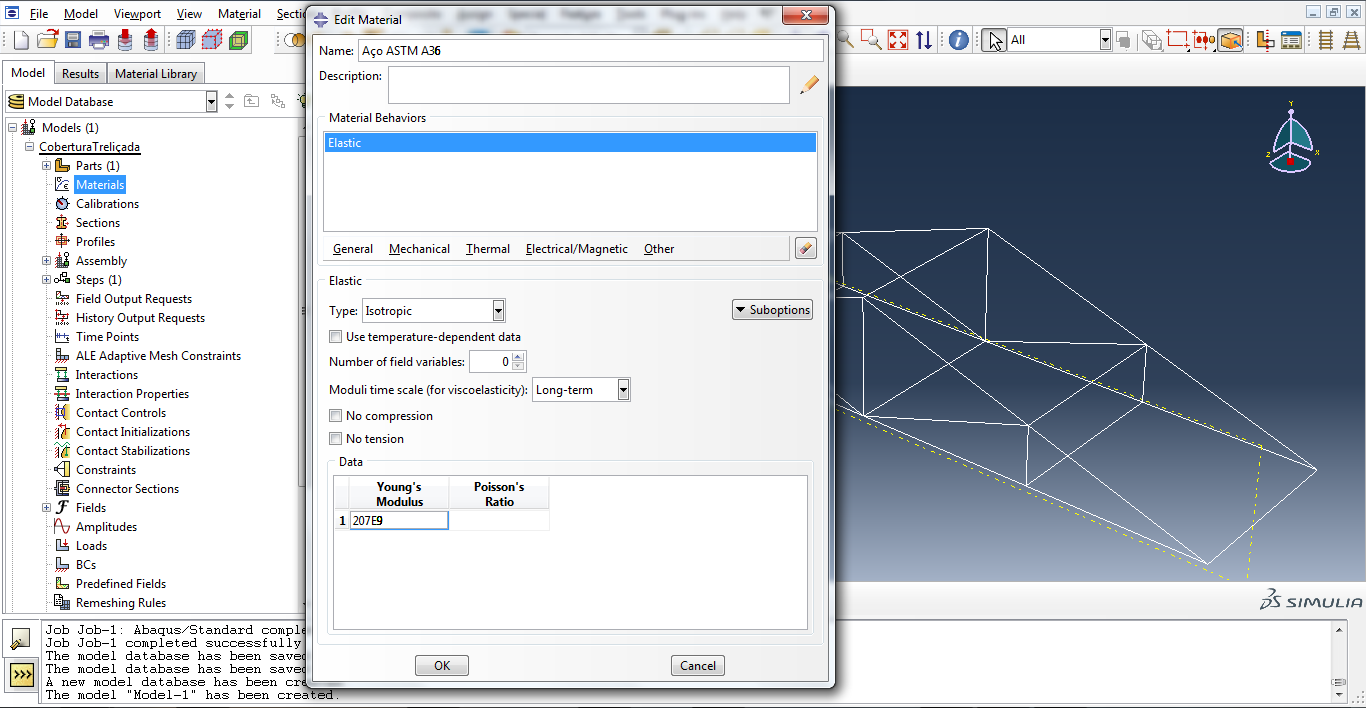 File Model Viewport View Material
Edit Material
Name: Aço ASTM A36
Description:
All
Model Results Material Library
Model Database
Models (1)
CoberturaTreliçada
Parts (1)
Materials
Calibrations
Sections
Profiles
Assembly
Steps (1)
Field Output Requests
History Output Requests
Time Points
ALE Adaptive Mesh Constraints
Interactions
Interaction Properties
Contact Controls
Contact Initializations
Contact Stabilizations
Constraints
Connector Sections
Fields
Amplitudes
Loads
BCs
Predefined Fields
Remeshing Rules
Material Behaviors
Elastic
General Mechanical Thermal Electrical/Magnetic Other
Elastic
Type: Isotropic
Suboptions
Use temperature-dependent data
Number of field variables: 0
Moduli time scale (for viscoelasticity): Long-term
No compression
No tension
Data
Young's Modulus
Poisson's Ratio
1 207E9
OK Cancel
Y
Z X
SIMULIA
Job Job-1: Abaqus/Standard comple
Job Job-1 completed successfully
The model database has been saved
The model database has been saved
A new model database has been cre
The model "Model-1" has been created.